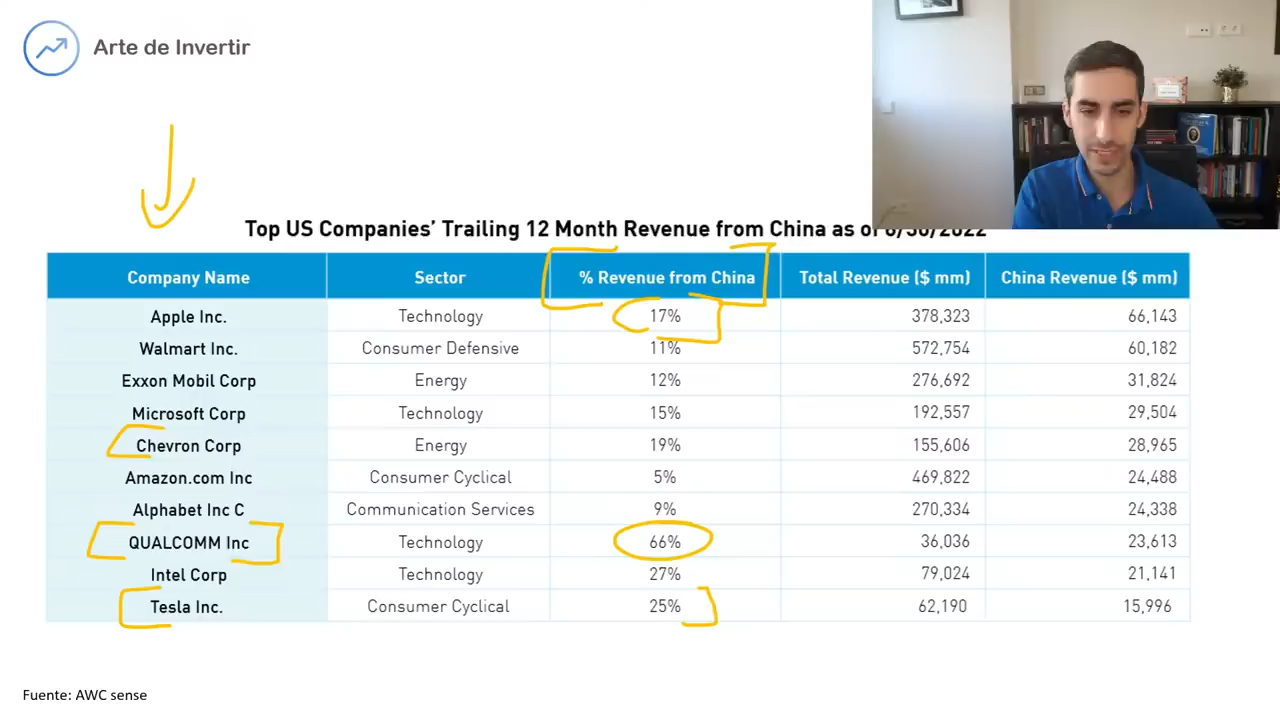 Arte de Invertir
Top US Companies' Trailing 12 Month Revenue from China as of 6/30/2022
Company Name Sector % Revenue from China Total Revenue ($ mm) China Revenue ($ mm)
Apple Inc. Technology 17% 378,323 66,143
Walmart Inc. Consumer Defensive 11% 572,754 60,182
Exxon Mobil Corp Energy 12% 276,692 31,824
Microsoft Corp Technology 15% 192,557 29,504
Chevron Corp Energy 19% 155,606 28,965
Amazon.com Inc Consumer Cyclical 5% 469,822 24,488
Alphabet Inc C Communication Services 9% 270,334 24,338
QUALCOMM Inc Technology 66% 36,036 23,613
Intel Corp Technology 27% 79,024 21,141
Tesla Inc. Consumer Cyclical 25% 62,190 15,996
Fuente: AWC sense